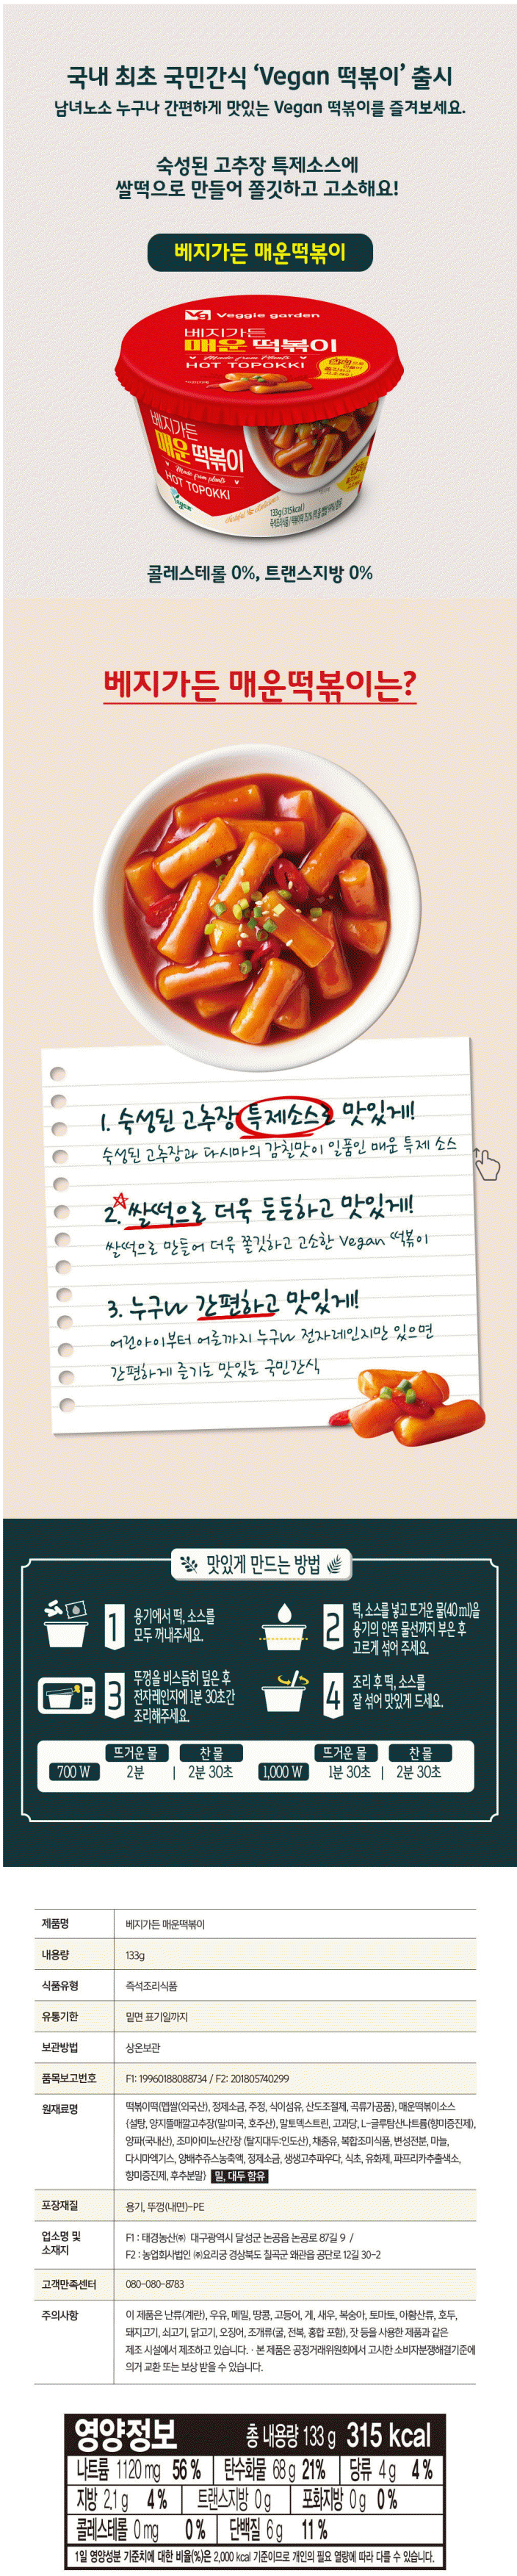 국내 최초 국민간식 ‘Vegan 떡볶이’ 출시
남녀노소 누구나 간편하게 맛있는 Vegan 떡볶이를 즐겨보세요.
숙성된 고추장 특제소스에
쌀떡으로 만들어 쫄깃하고 고소해요!
베지가든 매운떡볶이
Veggie garden
베지가든
매운 떡볶이
Made from Plants
HOT TOPOKKI
베지가든
매운 떡볶이
Made from plants
HOT TOPOKKI
Vegan
133g(315kcal)
콜레스테롤 0%, 트랜스지방 0%
베지가든 매운떡볶이는?
1. 숙성된 고추장 특제소스로 맛있게!
숙성된 고추장과 다시마의 감칠맛이 일품인 매운 특제 소스
2. 쌀떡으로 더욱 든든하고 맛있게!
쌀떡으로 만들어 더욱 쫄깃하고 고소한 Vegan 떡볶이
3. 누구나 간편하고 맛있게!
어린아이부터 어른까지 누구나 전자레인지만 있으면
간편하게 즐기는 맛있는 국민간식
맛있게 만드는 방법
1 용기에서 떡, 소스를
모두 꺼내주세요.
2 떡, 소스를 넣고 뜨거운 물(40 ml)을
용기의 안쪽 물선까지 부은 후
고르게 섞어 주세요.
3 뚜껑을 비스듬히 덮은 후
전자레인지에 1분 30초간
조리해주세요.
4 조리 후 떡, 소스를
잘 섞어 맛있게 드세요.
뜨거운 물 찬 물 뜨거운 물 찬 물
700 W 2분 | 2분 30초 1,000 W 1분 30초 | 2분 30초
제품명 베지가든 매운떡볶이
내용량 133g
식품유형 즉석조리식품
유통기한 밑면 표기일까지
보관방법 상온보관
품목보고번호 F1: 19960188088734 / F2: 201805740299
원재료명 떡볶이떡(멥쌀(외국산), 정제소금, 주정, 식이섬유, 산도조절제, 곡류가공품), 매운떡볶이소스
{설탕, 양지뜰매깔고추장(밀:미국, 호주산), 말토덱스트린, 고과당, L-글루탐산나트륨(향미증진제),
양파(국내산), 조미아미노산간장 (탈지대두:인도산), 채종유, 복합조미식품, 변성전분, 마늘,
다시마엑기스, 양배추쥬스농축액, 정제소금, 생생고추파우다, 식초, 유화제, 파프리카추출색소,
향미증진제, 후추분말} 밀, 대두 함유
포장재질 용기, 뚜껑(내면)-PE
업소명 및
소재지
F1 : 태경농산㈜ 대구광역시 달성군 논공읍 논공로 87길 9 /
F2 : 농업회사법인 ㈜요리궁 경상북도 칠곡군 왜관읍 공단로 12길 30-2
고객만족센터 080-080-8783
주의사항 이 제품은 난류(계란), 우유, 메밀, 땅콩, 고등어, 게, 새우, 복숭아, 토마토, 아황산류, 호두,
돼지고기, 쇠고기, 닭고기, 오징어, 조개류(굴, 전복, 홍합 포함), 잣 등을 사용한 제품과 같은
제조 시설에서 제조하고 있습니다. · 본 제품은 공정거래위원회에서 고시한 소비자분쟁해결기준에
의거 교환 또는 보상 받을 수 있습니다.
영양정보 총 내용량 133 g 315 kcal
나트륨 1120 mg 56 % 탄수화물 68 g 21% 당류 4 g 4 %
지방 2.1 g 4 % 트랜스지방 0 g 포화지방 0 g 0 %
콜레스테롤 0 mg 0 % 단백질 6 g 11 %
1일 영양성분 기준치에 대한 비율(%)은 2,000 kcal 기준이므로 개인의 필요 열량에 따라 다를 수 있습니다.